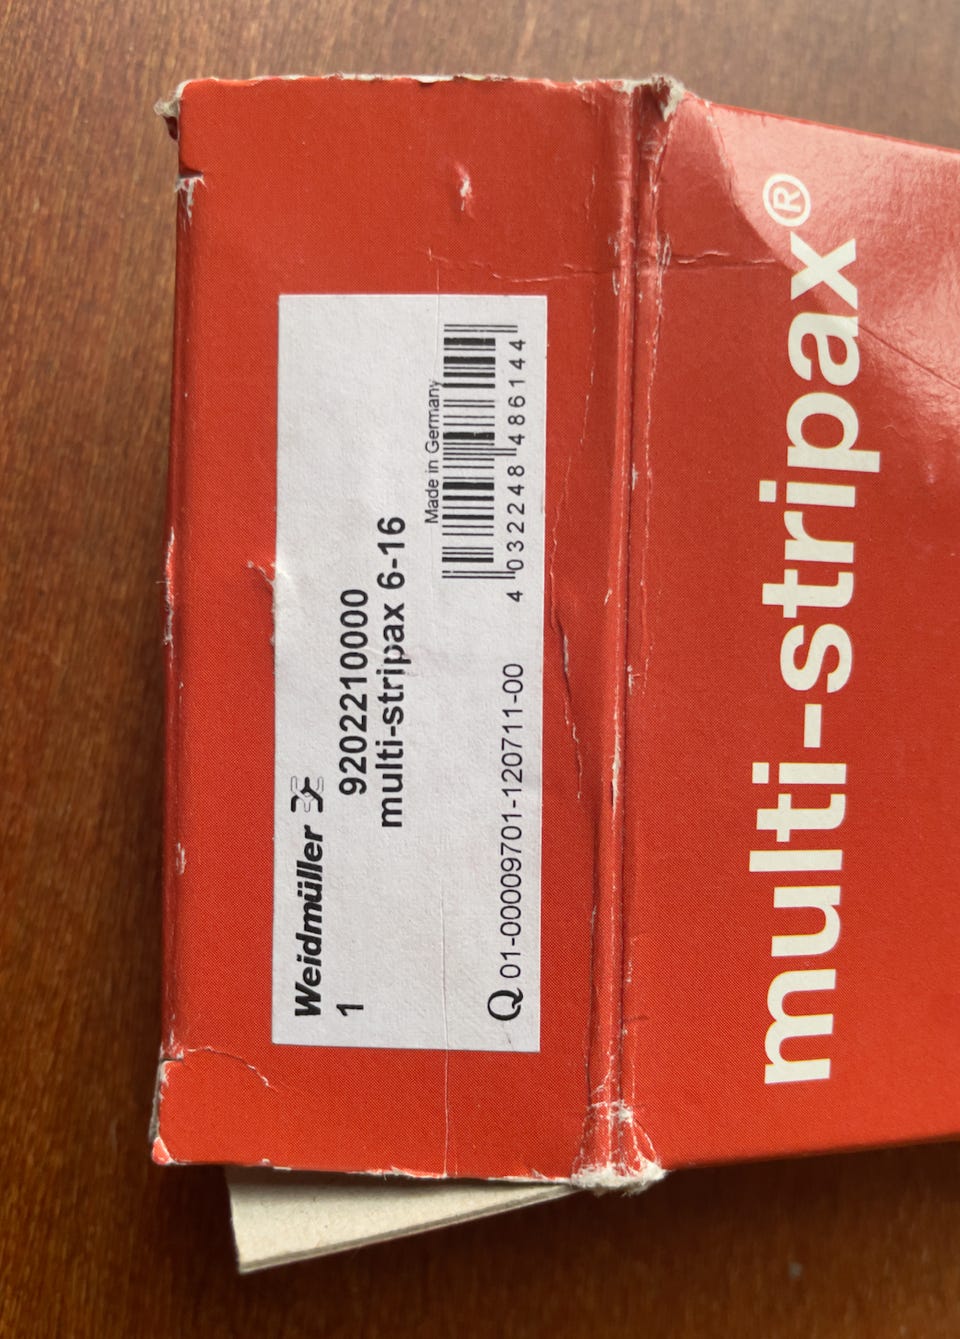 Weidmüller
1
9202210000
multi-stripax 6-16
Made in Germany
4 032248 486144
Q 01-00009701-120711-00
multi-stripax®